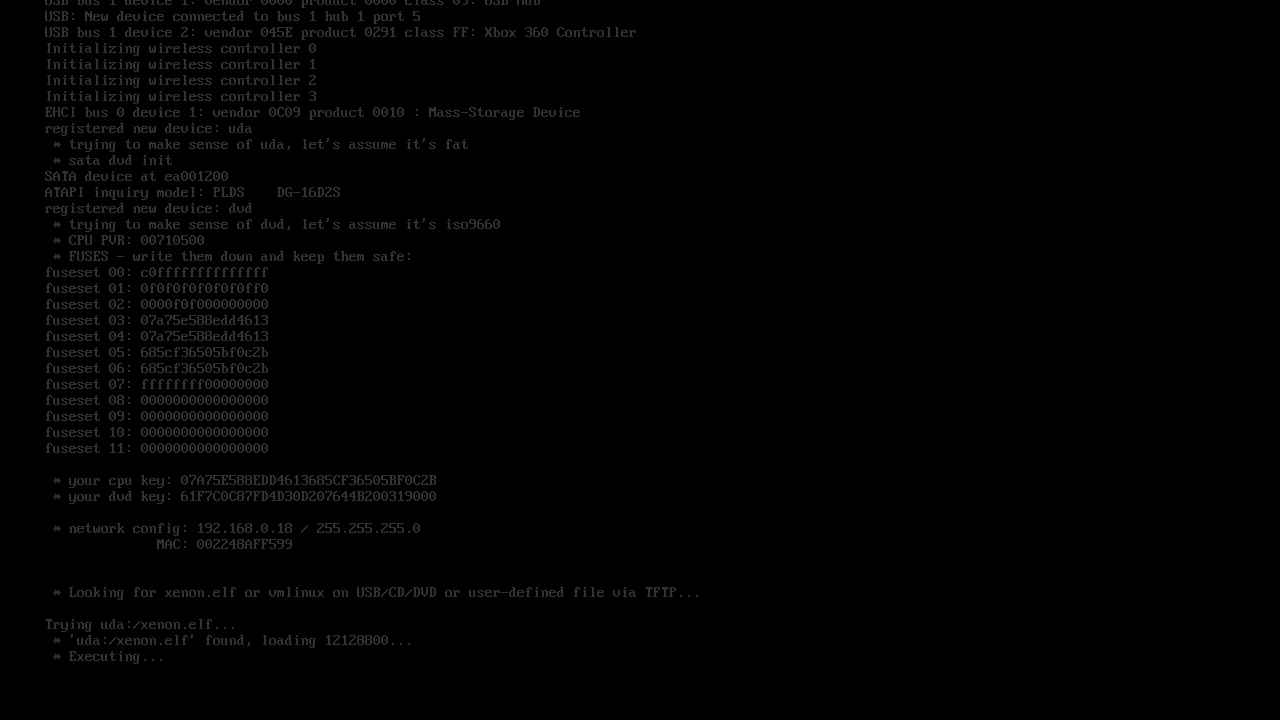 USB bus 1 device 1: vendor 0000 product 0000 class 09: USB Hub
USB: New device connected to bus 1 hub 1 port 5
USB bus 1 device 2: vendor 045E product 0291 class FF: Xbox 360 Controller
Initializing wireless controller 0
Initializing wireless controller 1
Initializing wireless controller 2
Initializing wireless controller 3
EHCI bus 0 device 1: vendor 0C09 product 0010 : Mass-Storage Device
registered new device: uda
 * trying to make sense of uda, let's assume it's fat
 * sata dvd init
SATA device at ea001200
ATAPI inquiry model: PLDS    DG-16D2S
registered new device: dvd
 * trying to make sense of dvd, let's assume it's iso9660
 * CPU PVR: 00710500
 * FUSES - write them down and keep them safe:
fuseset 00: c0ffffffffffffff
fuseset 01: 0f0f0f0f0f0f0ff0
fuseset 02: 0000f0f000000000
fuseset 03: 07a75e588edd4613
fuseset 04: 07a75e588edd4613
fuseset 05: 685cf36505bf0c2b
fuseset 06: 685cf36505bf0c2b
fuseset 07: ffffffff00000000
fuseset 08: 0000000000000000
fuseset 09: 0000000000000000
fuseset 10: 0000000000000000
fuseset 11: 0000000000000000
 * your cpu key: 07A75E588EDD4613685CF36505BF0C2B
 * your dvd key: 61F7C0C87FD4D30D207644B200319000
 * network config: 192.168.0.18 / 255.255.255.0
              MAC: 002248AFF599
 * Looking for xenon.elf or vmlinux on USB/CD/DVD or user-defined file via TFTP...
Trying uda:/xenon.elf...
 * 'uda:/xenon.elf' found, loading 12128800...
 * Executing...